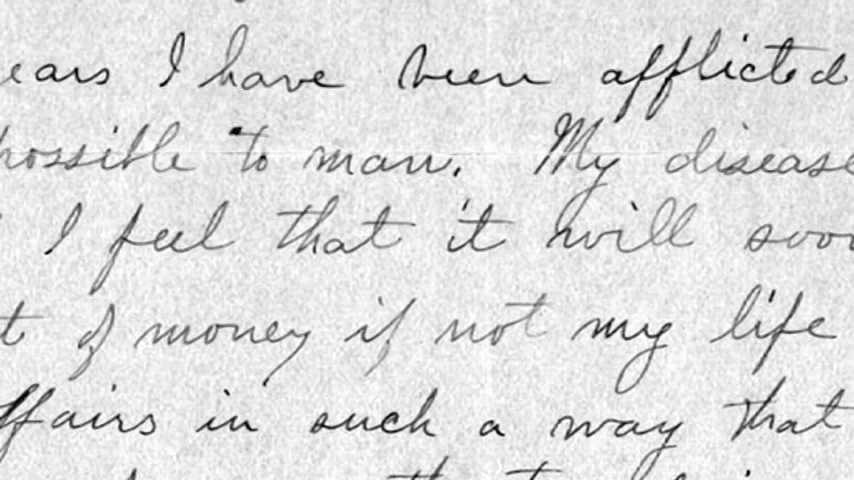 ears I have been afflicted
possible to man. My disease
I feel that it will soon
t of money if not my life
ffairs in such a way that